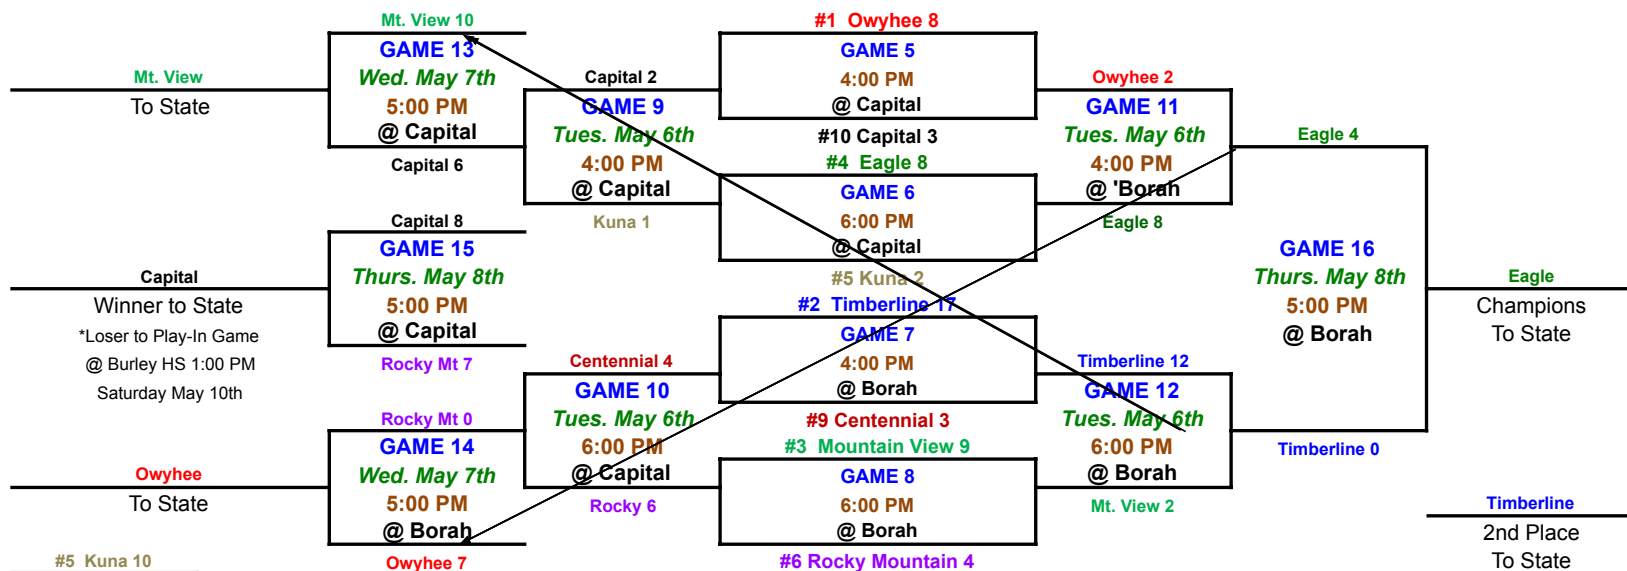 Mt. View 10
GAME 13
Wed. May 7th
5:00 PM
@ Capital
Capital 6
Mt. View
To State
Capital 8
GAME 15
Thurs. May 8th
5:00 PM
@ Capital
Rocky Mt 7
Capital
Winner to State
*Loser to Play-In Game
@ Burley HS 1:00 PM
Saturday May 10th
Rocky Mt 0
GAME 14
Wed. May 7th
5:00 PM
@ Borah
Owyhee 7
Owyhee
To State
#5 Kuna 10
Capital 2
GAME 9
Tues. May 6th
4:00 PM
@ Capital
Kuna 1
Centennial 4
GAME 10
Tues. May 6th
6:00 PM
@ Capital
Rocky 6
#1 Owyhee 8
GAME 5
4:00 PM
@ Capital
#10 Capital 3
#4 Eagle 8
GAME 6
6:00 PM
@ Capital
#5 Kuna 2
#2 Timberline 17
GAME 7
4:00 PM
@ Borah
#9 Centennial 3
#3 Mountain View 9
GAME 8
6:00 PM
@ Borah
#6 Rocky Mountain 4
Owyhee 2
GAME 11
Tues. May 6th
4:00 PM
@ 'Borah
Eagle 8
Timberline 12
GAME 12
Tues. May 6th
6:00 PM
@ Borah
Mt. View 2
Eagle 4
GAME 16
Thurs. May 8th
5:00 PM
@ Borah
Timberline 0
Eagle
Champions
To State
Timberline
2nd Place
To State